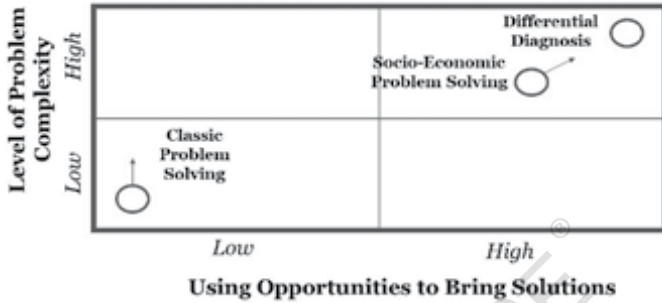 Level of Problem
Complexity
High
Low
Differential
Diagnosis
Socio-Economic
Problem Solving
Classic
Problem
Solving
Low
High
Using Opportunities to Bring Solutions
®